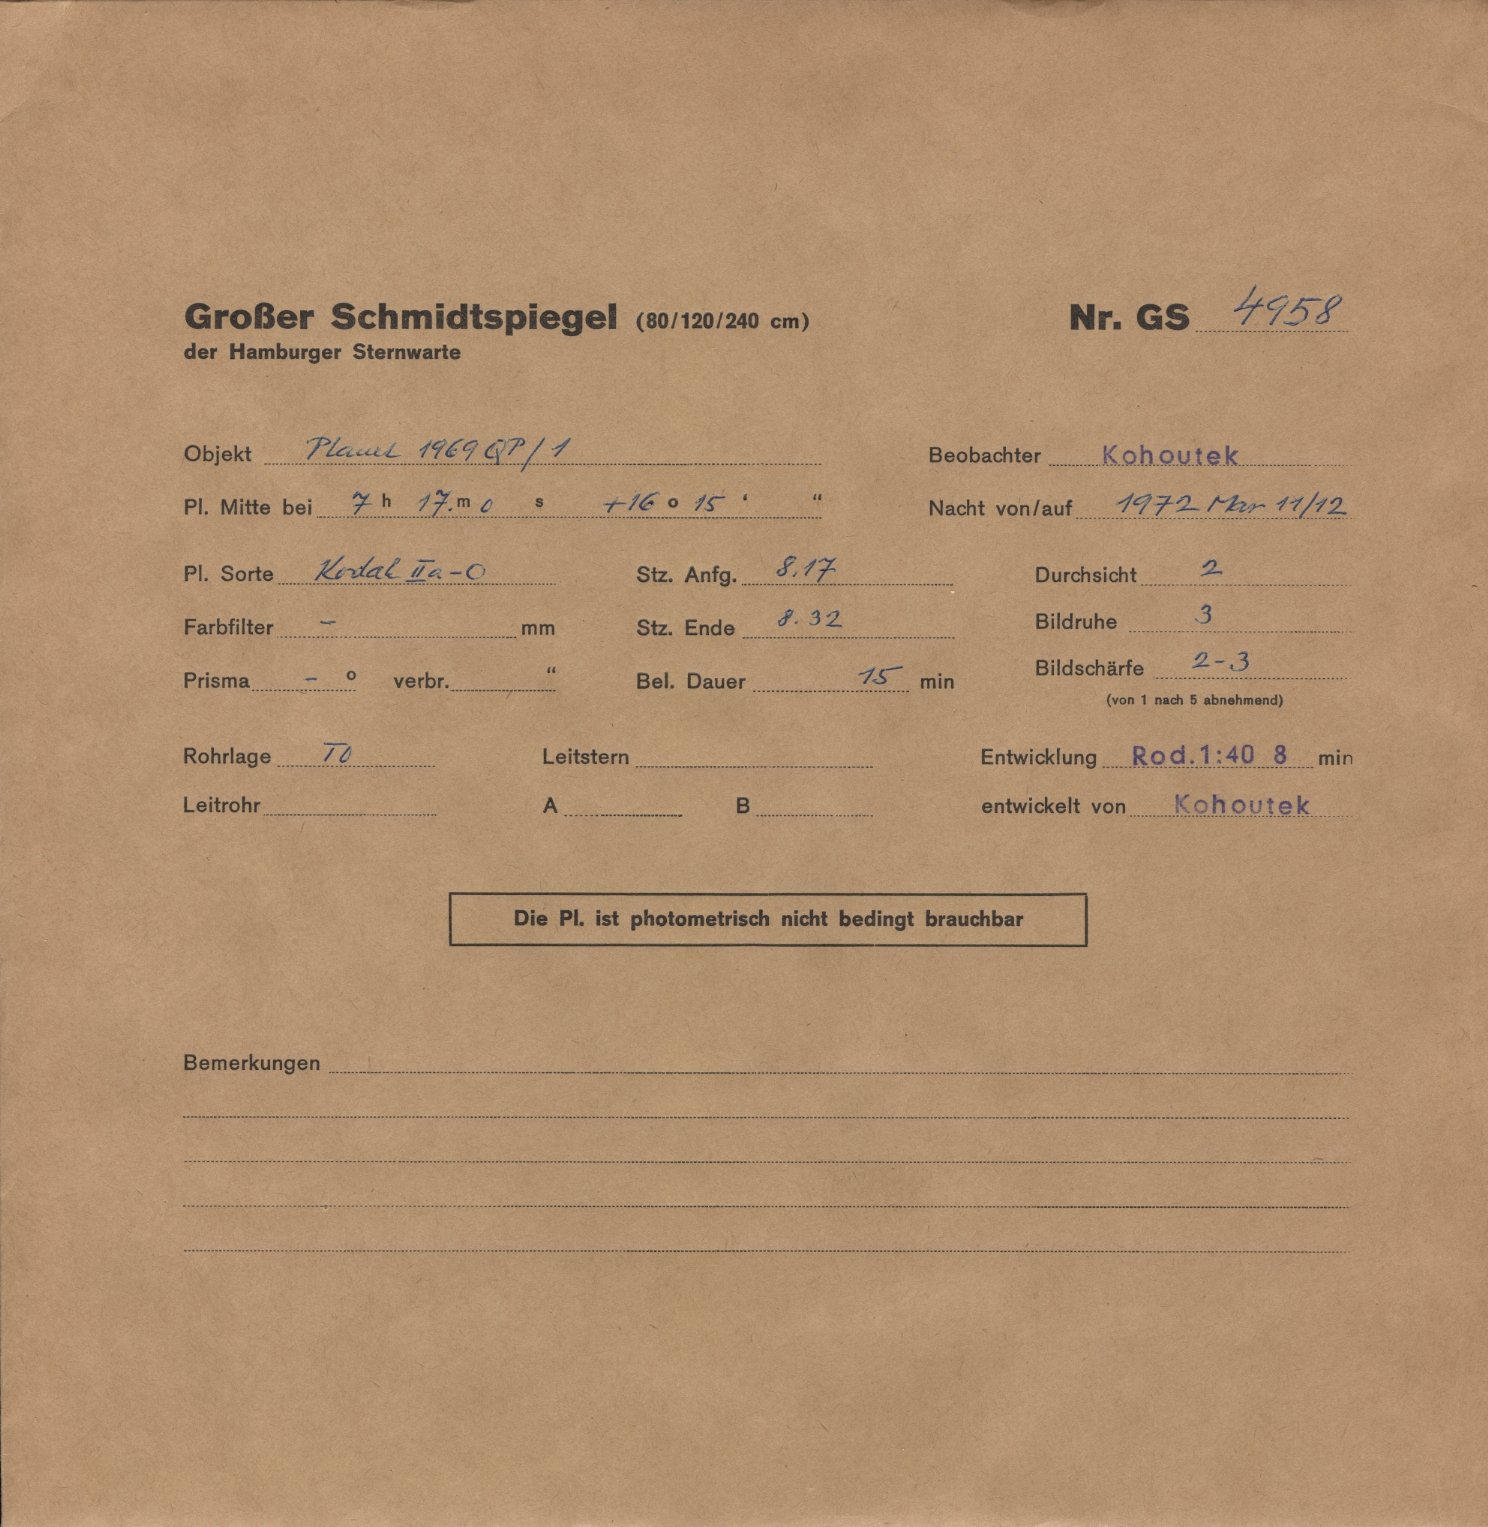 Großer Schmidtspiegel (80/120/240 cm) Nr. GS 4958
der Hamburger Sternwarte
Objekt Planet 1969 QP/1 Beobachter Kohoutek
Pl. Mitte bei 7 h 17. m 0 s +16 o 15 ‘ “ Nacht von/auf 1972 Mar 11/12
Pl. Sorte Kodak IIa-O Stz. Anfg. 8.17 Durchsicht 2
Farbfilter – mm Stz. Ende 8.32 Bildruhe 3
Prisma – o verbr. “ Bel. Dauer 15 min Bildschärfe 2-3
(von 1 nach 5 abnehmend)
Rohrlage TO Leitstern Entwicklung Rod.1:40 8 min
Leitrohr A B entwickelt von Kohoutek
Die Pl. ist photometrisch nicht bedingt brauchbar
Bemerkungen